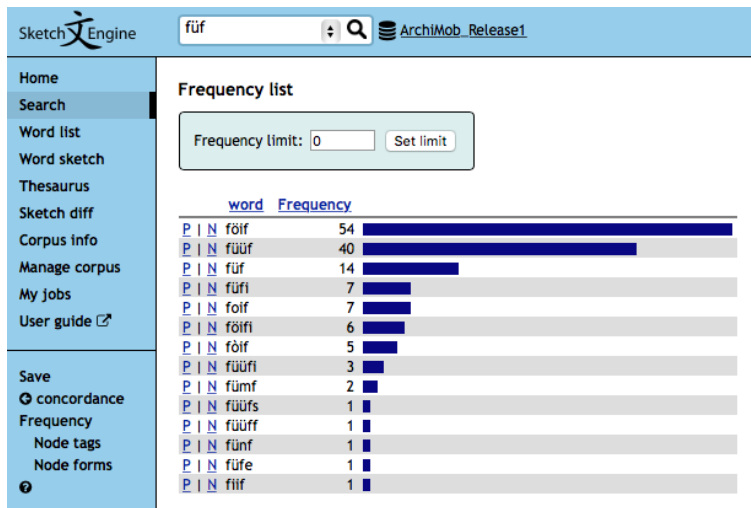 Sketch Engine
füf
ArchiMob_Release1
Home
Search
Word list
Word sketch
Thesaurus
Sketch diff
Corpus info
Manage corpus
My jobs
User guide
Save
concordance
Frequency
Node tags
Node forms
?
Frequency list
Frequency limit: 0 Set limit
word Frequency
P | N föif 54
P | N füüf 40
P | N füf 14
P | N füfi 7
P | N foif 7
P | N föifi 6
P | N fòif 5
P | N füüfi 3
P | N fümf 2
P | N füüfs 1
P | N füüff 1
P | N fünf 1
P | N füfe 1
P | N fiif 1